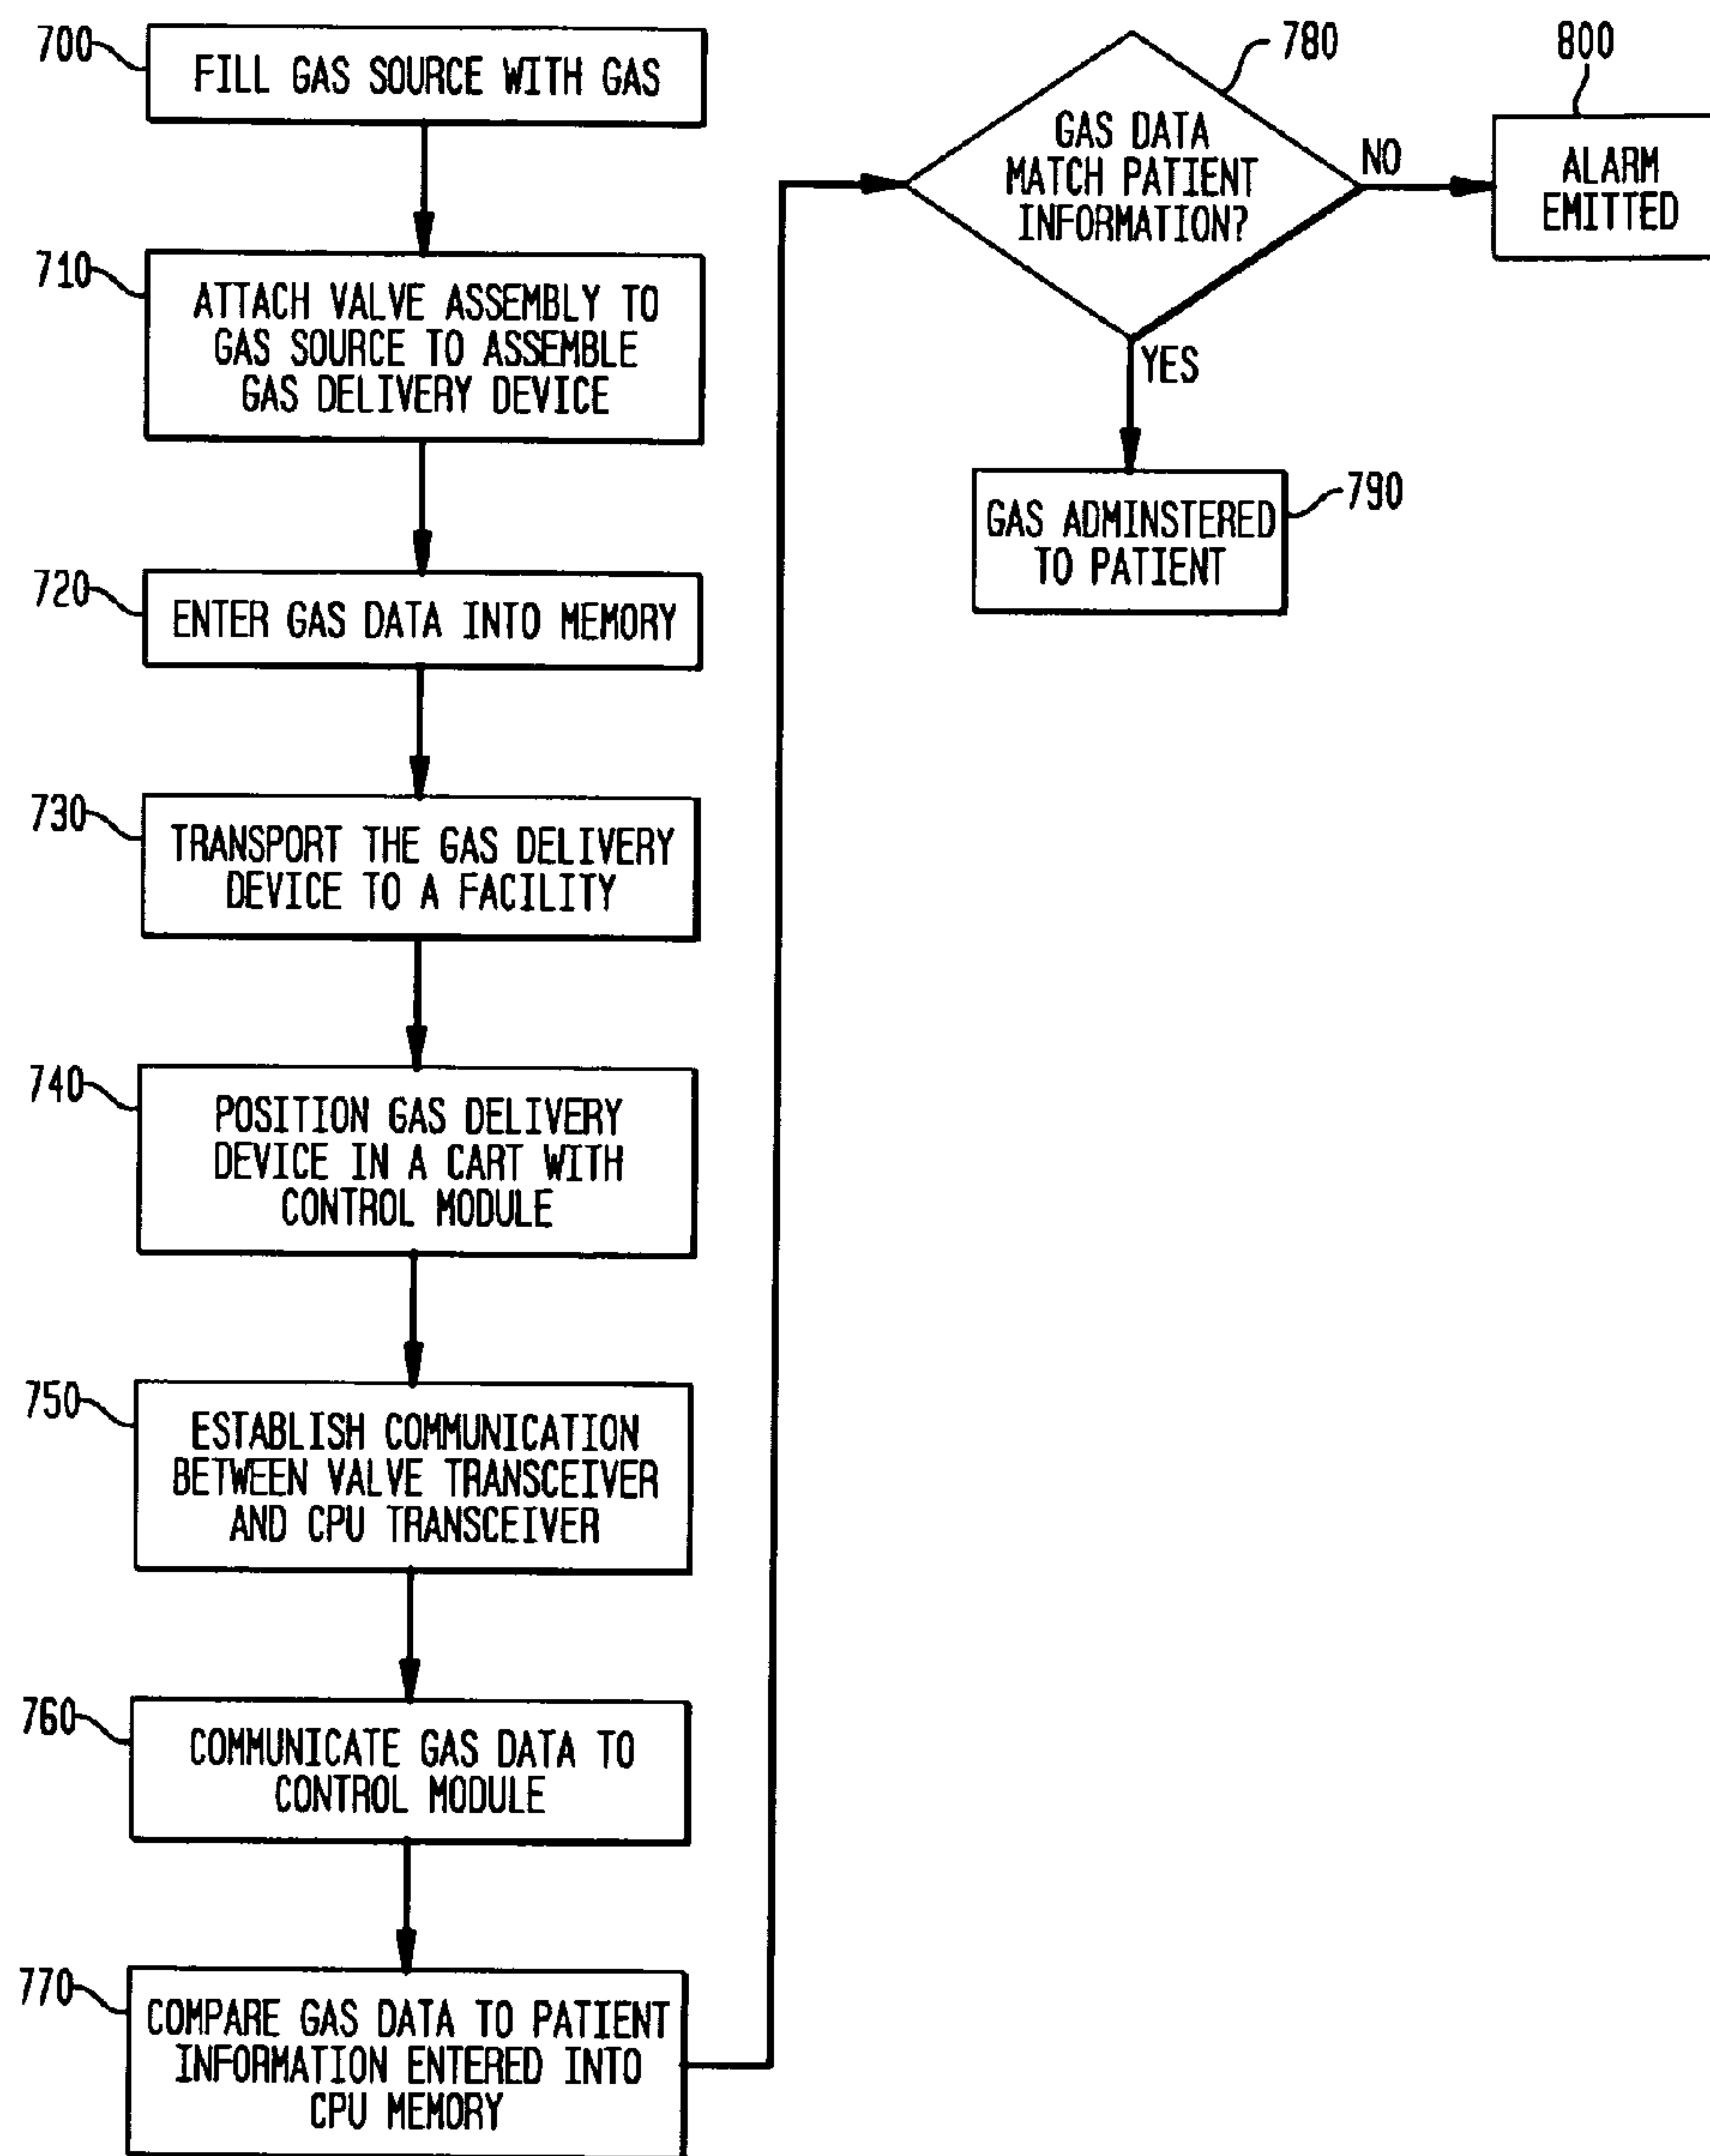 700
FILL GAS SOURCE WITH GAS
710
ATTACH VALVE ASSEMBLY TO
GAS SOURCE TO ASSEMBLE
GAS DELIVERY DEVICE
720
ENTER GAS DATA INTO MEMORY
730
TRANSPORT THE GAS DELIVERY
DEVICE TO A FACILITY
740
POSITION GAS DELIVERY
DEVICE IN A CART WITH
CONTROL MODULE
750
ESTABLISH COMMUNICATION
BETWEEN VALVE TRANSCEIVER
AND CPU TRANSCEIVER
760
COMMUNICATE GAS DATA TO
CONTROL MODULE
770
COMPARE GAS DATA TO PATIENT
INFORMATION ENTERED INTO
CPU MEMORY
780
GAS DATA
MATCH PATIENT
INFORMATION?
NO
800
ALARM
EMITTED
YES
790
GAS ADMINSTERED
TO PATIENT